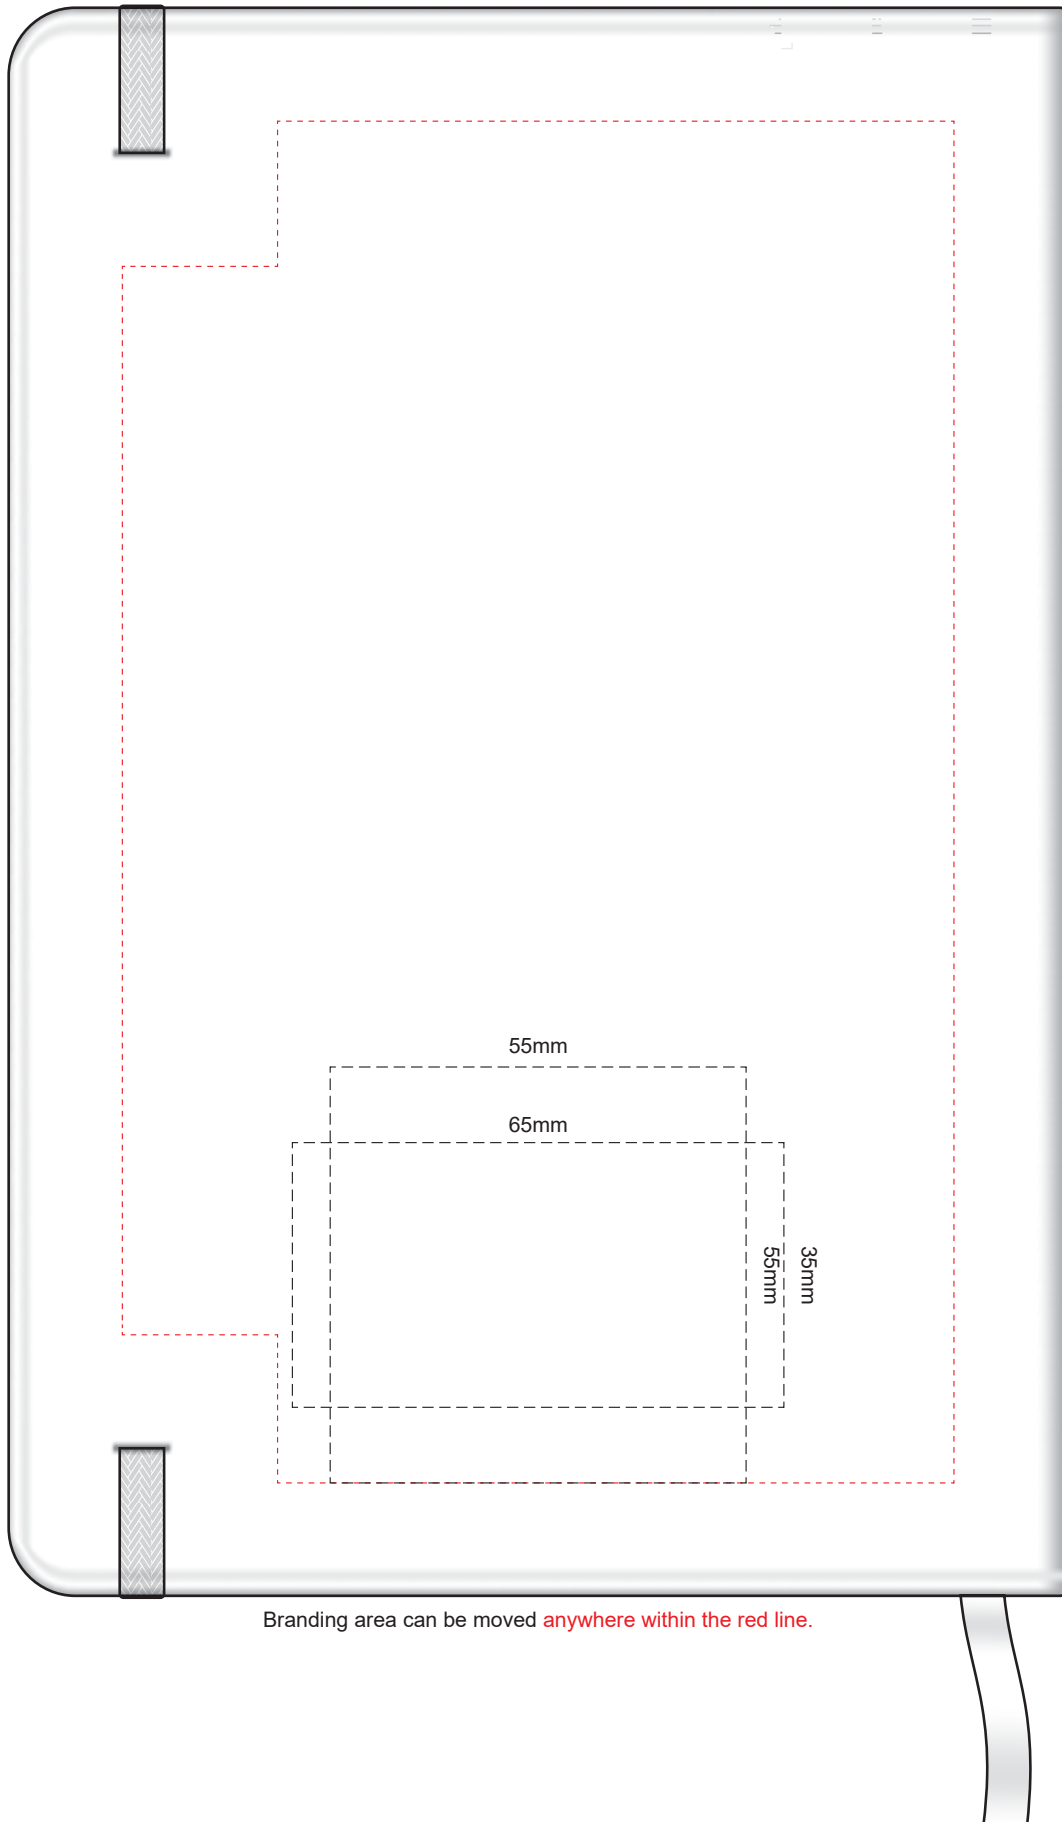 55mm
65mm
55mm
35mm
Branding area can be moved anywhere within the red line.